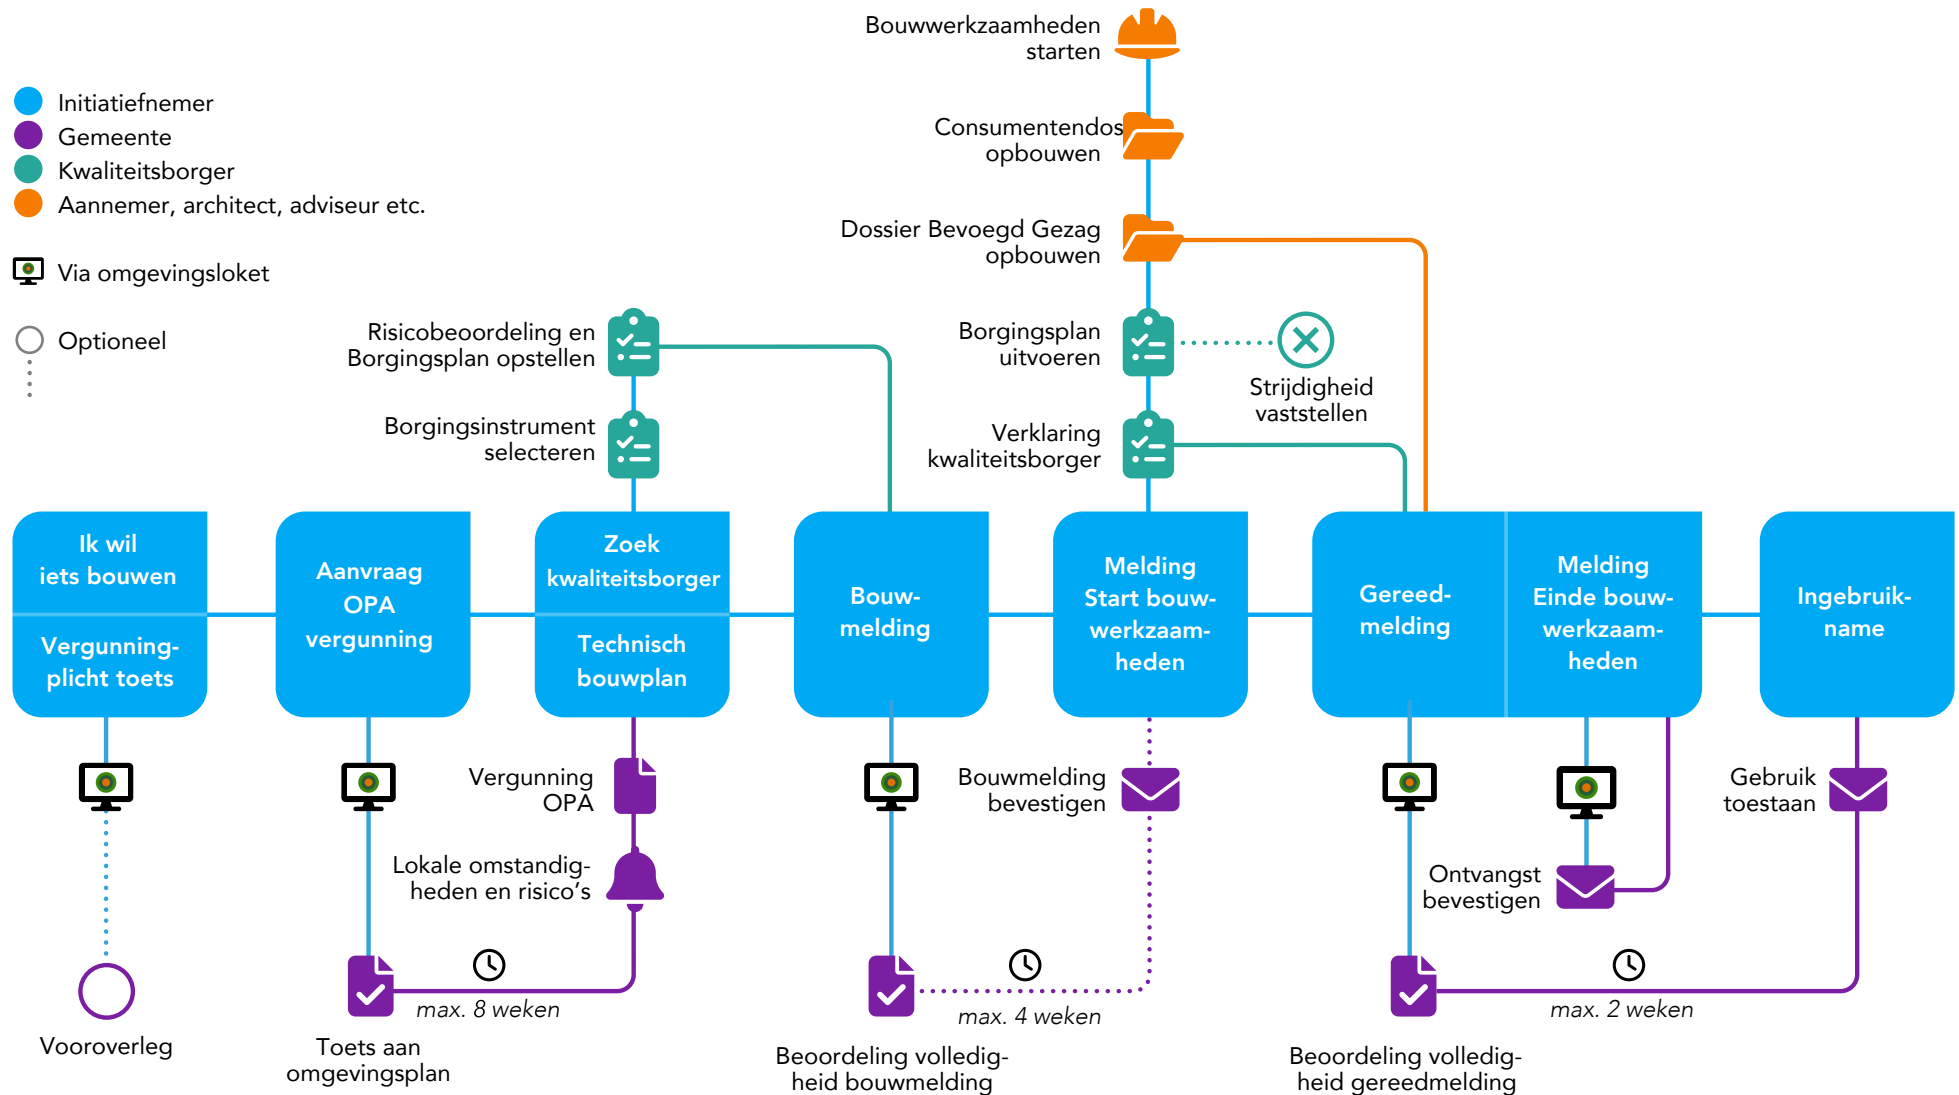 Initiatiefnemer
Gemeente
Kwaliteitsborger
Aannemer, architect, adviseur etc.
Via omgevingsloket
Optioneel
Bouwwerkzaamheden
starten
Consumentendos
opbouwen
Dossier Bevoegd Gezag
opbouwen
Risicobeoordeling en
Borgingsplan opstellen
Borgingsinstrument
selecteren
Borgingsplan
uitvoeren
Strijdigheid
vaststellen
Verklaring
kwaliteitsborger
Ik wil
iets bouwen
Vergunning-
plicht toets
Aanvraag
OPA
vergunning
Zoek
kwaliteitsborger
Technisch
bouwplan
Bouw-
melding
Melding
Start bouw-
werkzaam-
heden
Gereed-
melding
Melding
Einde bouw-
werkzaam-
heden
Ingebruik-
name
Vooroverleg
Vergunning
OPA
Lokale omstandig-
heden en risico's
max. 8 weken
Toets aan
omgevingsplan
Bouwmelding
bevestigen
max. 4 weken
Beoordeling volledig-
heid bouwmelding
Ontvangst
bevestigen
Gebruik
toestaan
max. 2 weken
Beoordeling volledig-
heid gereedmelding